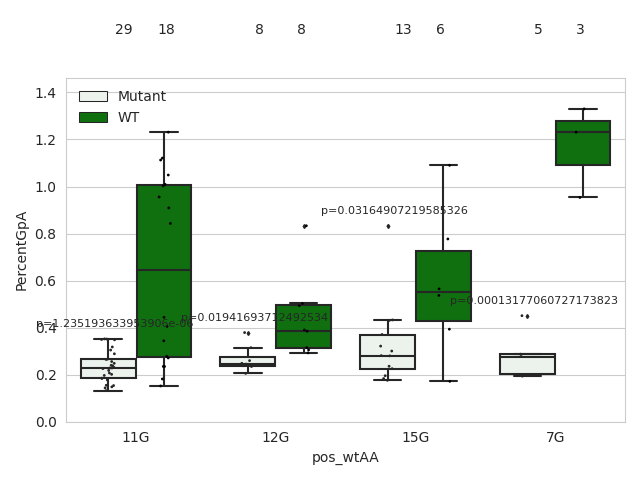 29 18 8 8 13 6 5 3
1.4
Mutant
WT
1.2
1.0
p=0.03164907219585326
0.8
0.6
p=0.00013177060727173823
p=0.01941693712492534
0.4
0.2
0.0
PercentGpA
11G 12G 15G 7G
pos_wtAA